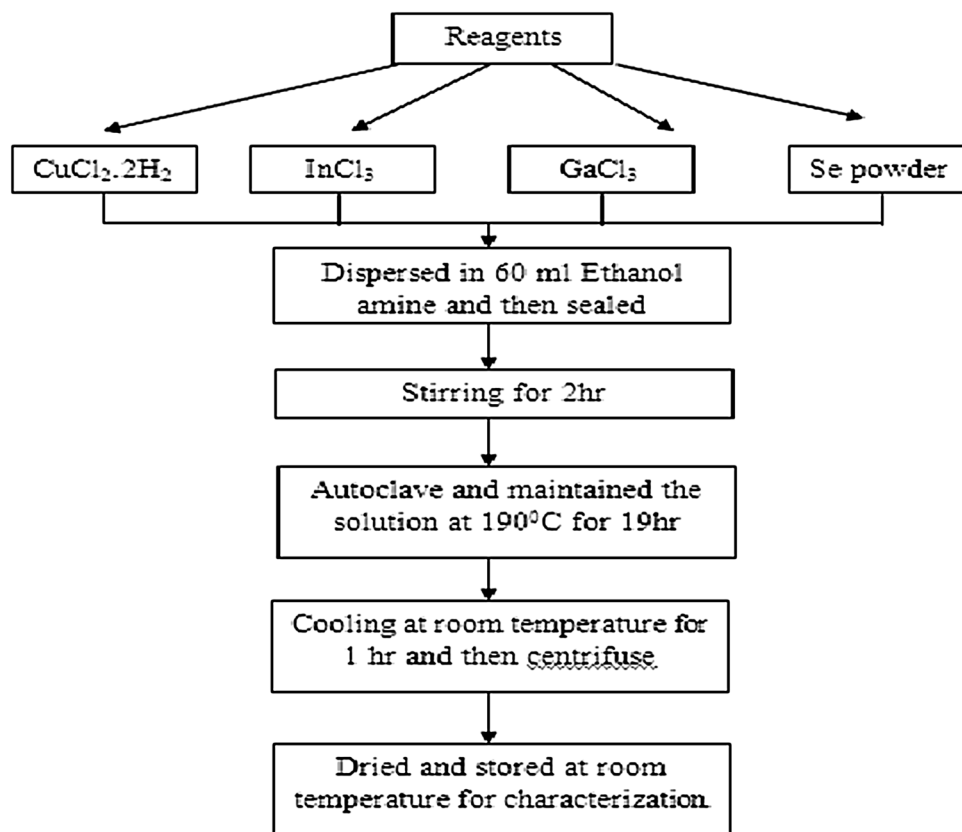 Reagents
CuCl₂.2H₂
InCl₃
GaCl₃
Se powder
Dispersed in 60 ml Ethanol
amine and then sealed
Stirring for 2hr
Autoclave and maintained the
solution at 190⁰C for 19hr
Cooling at room temperature for
1 hr and then centrifuse
Dried and stored at room
temperature for characterization.